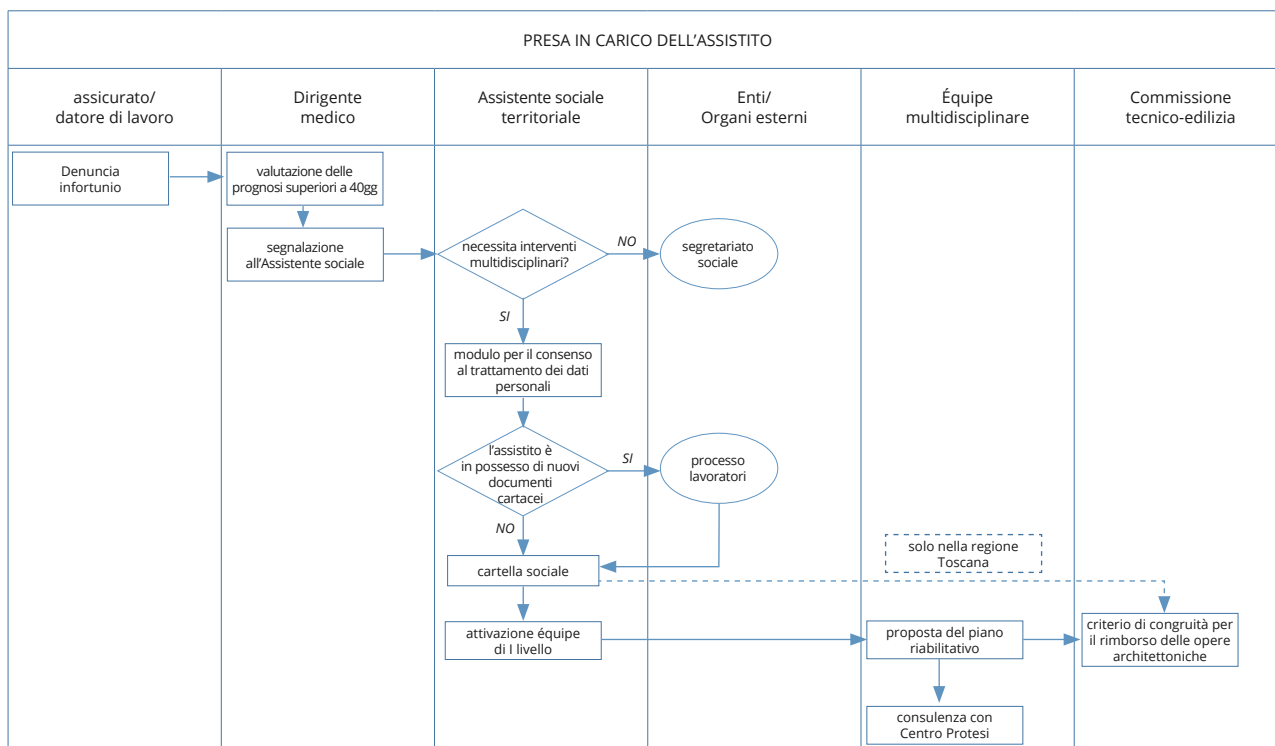 PRESA IN CARICO DELL’ASSISTITO
assicurato/
datore di lavoro
Dirigente
medico
Assistente sociale
territoriale
Enti/
Organi esterni
Équipe
multidisciplinare
Commissione
tecnico-edilizia
Denuncia
infortunio
valutazione delle
prognosi superiori a 40gg
segnalazione
all’Assistente sociale
necessita interventi
multidisciplinari?
NO
segretariato
sociale
SI
modulo per il consenso
al trattamento dei dati
personali
l’assistito è
in possesso di nuovi
documenti
cartacei
SI
processo
lavoratori
NO
solo nella regione
Toscana
cartella sociale
attivazione équipe
di I livello
proposta del piano
riabilitativo
criterio di congruità per
il rimborso delle opere
architettoniche
consulenza con
Centro Protesi